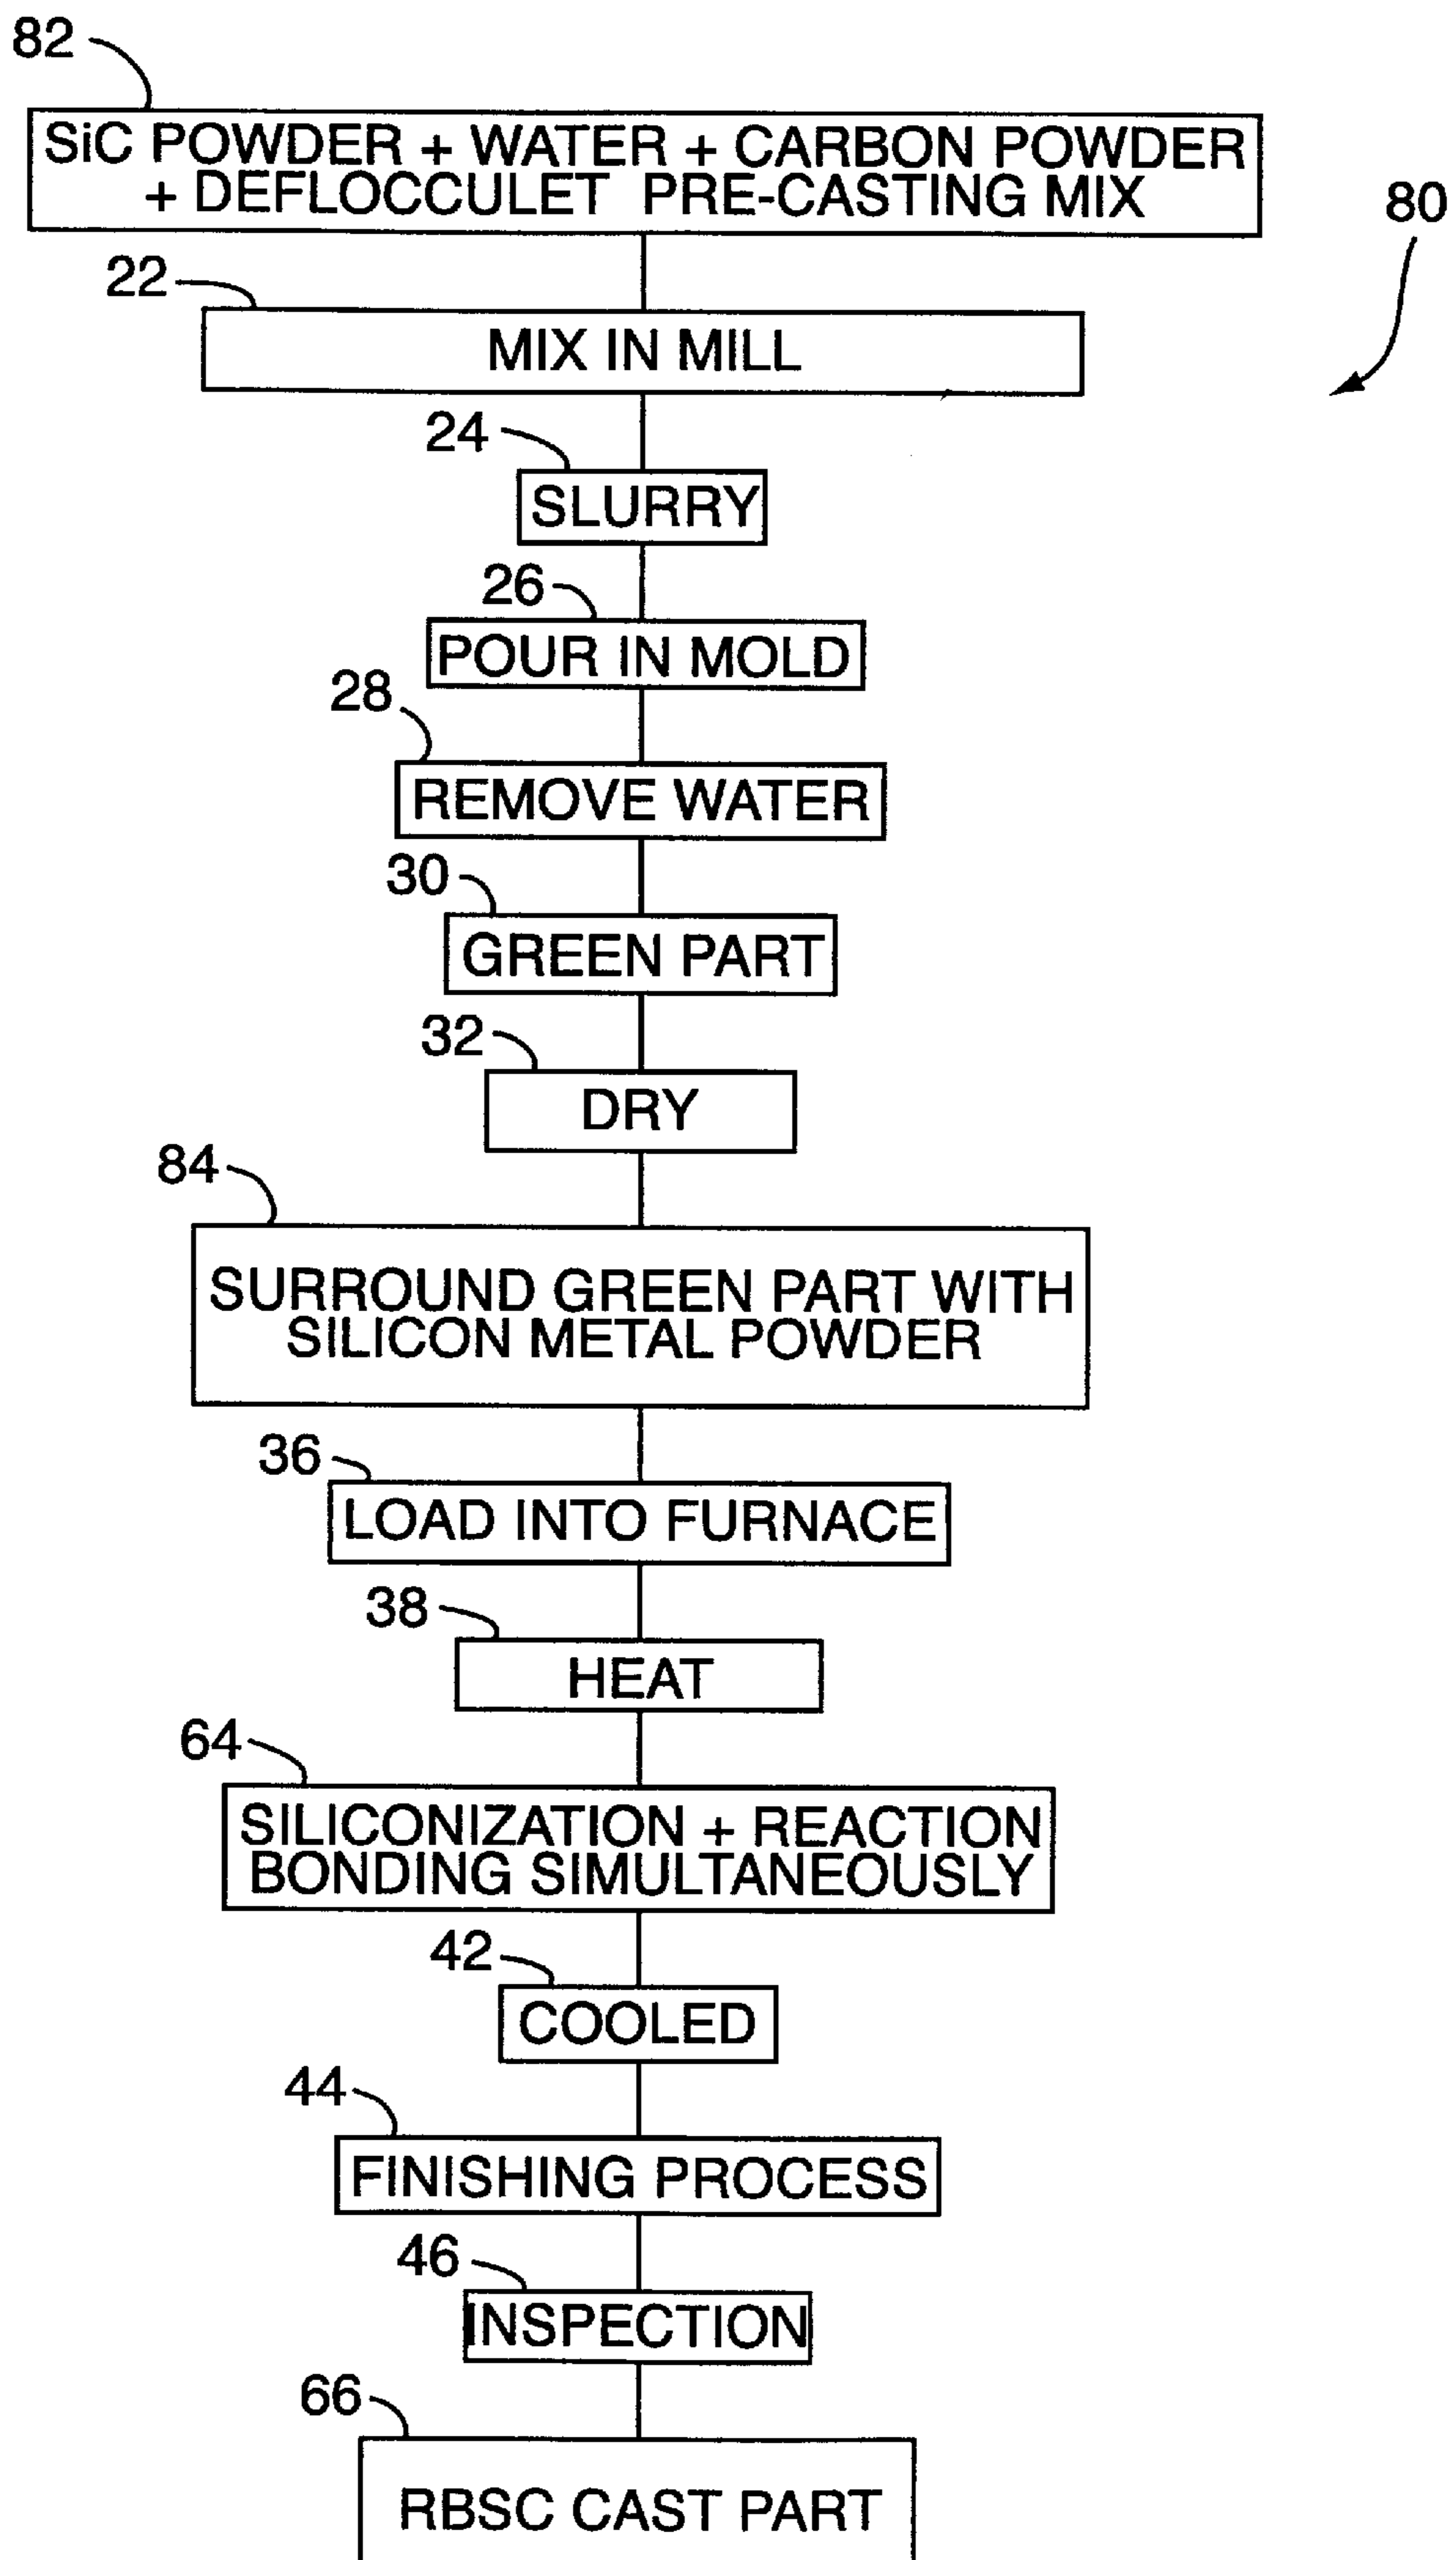 82
SiC POWDER + WATER + CARBON POWDER
+ DEFLOCCULET PRE-CASTING MIX
80
22
MIX IN MILL
24
SLURRY
26
POUR IN MOLD
28
REMOVE WATER
30
GREEN PART
32
DRY
84
SURROUND GREEN PART WITH
SILICON METAL POWDER
36
LOAD INTO FURNACE
38
HEAT
64
SILICONIZATION + REACTION
BONDING SIMULTANEOUSLY
42
COOLED
44
FINISHING PROCESS
46
INSPECTION
66
RBSC CAST PART